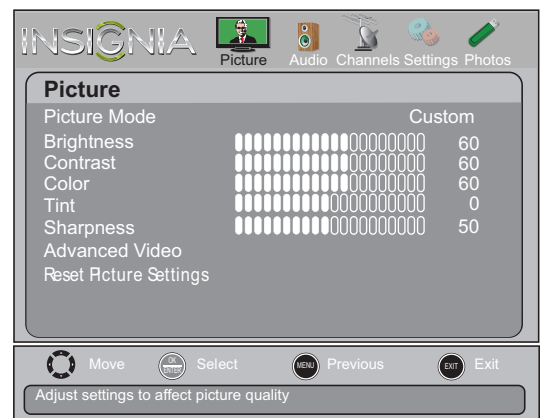 INSIGNIA
Picture Audio Channels Settings Photos
Picture
Picture Mode Custom
Brightness 60
Contrast 60
Color 60
Tint 0
Sharpness 50
Advanced Video
Reset Picture Settings
Move OK ENTER Select MENU Previous EXIT Exit
Adjust settings to affect picture quality